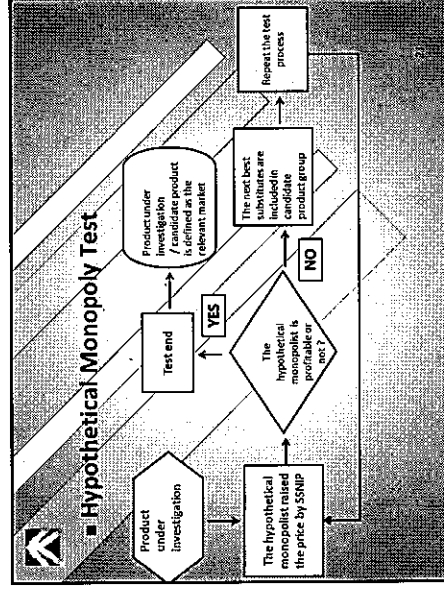 ■ Hypothetical Monopoly Test
Product
under
investigation
The hypothetical
monopolist raised
the price by SSNIP
The
hypothetical
monopolist is
profitable or
not ?
YES
Test end
Product under
investigation
/ candidate product
is defined as the
relevant market
NO
The next best
substitutes are
included in
candidate
product group
Repeat the test
process